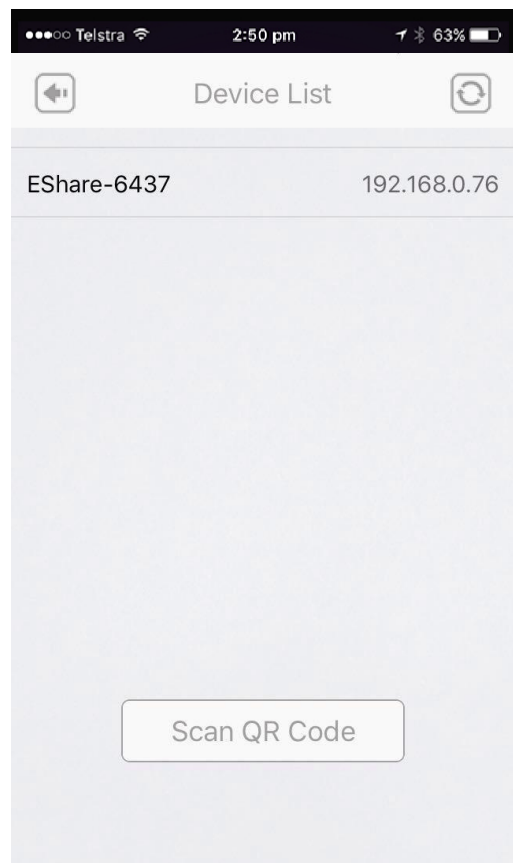 Telstra 2:50 pm 63%
Device List
EShare-6437 192.168.0.76
Scan QR Code